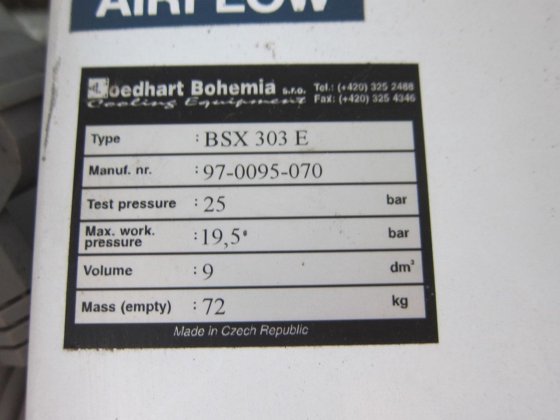 AIRFLOW
Goedhart Bohemia s.r.o. Tel.: (+420) 325 2488
Cooling Equipment Fax: (+420) 325 4346
Type : BSX 303 E
Manuf. nr. : 97-0095-070
Test pressure : 25 bar
Max. work. pressure : 19,5 bar
Volume : 9 dm³
Mass (empty) : 72 kg
Made in Czech Republic